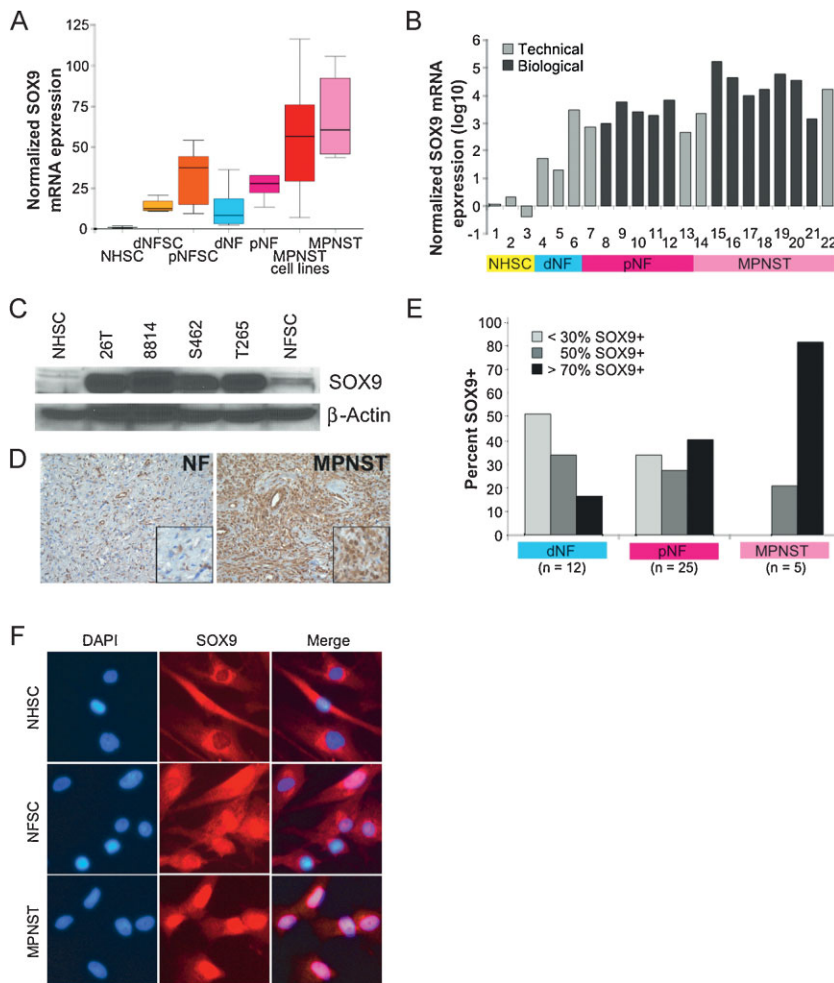 A
Normalized SOX9
mRNA epxression
125
100
75
50
25
0
NHSC
dNFSC
pNFSC
dNF
pNF
MPNST
cell lines
MPNST
B
Normalized SOX9 mRNA
epxression (log10)
6
5
4
3
2
1
0
-1
Technical
Biological
1 2 3 4 5 6 7 8 9 10 11 12 13 14 15 16 17 18 19 20 21 22
NHSC dNF pNF MPNST
C
NHSC 26T 8814 S462 T265 NFSC
SOX9
β-Actin
D
NF
MPNST
E
Percent SOX9+
100
80
70
60
50
40
30
20
10
0
< 30% SOX9+
50% SOX9+
> 70% SOX9+
dNF pNF MPNST
(n = 12) (n = 25) (n = 5)
F
DAPI SOX9 Merge
NHSC
NFSC
MPNST